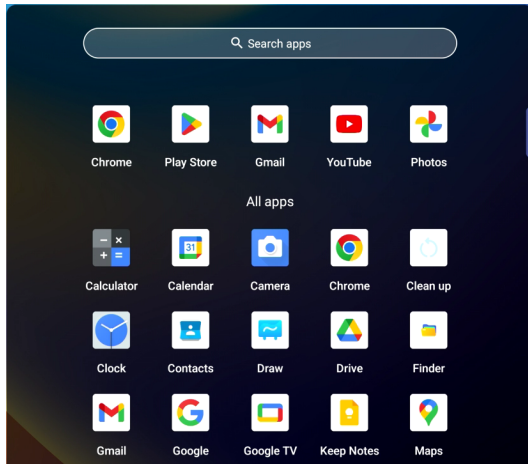 Search apps
Chrome Play Store Gmail YouTube Photos
All apps
31
Calculator Calendar Camera Chrome Clean up
Clock Contacts Draw Drive Finder
Gmail Google Google TV Keep Notes Maps